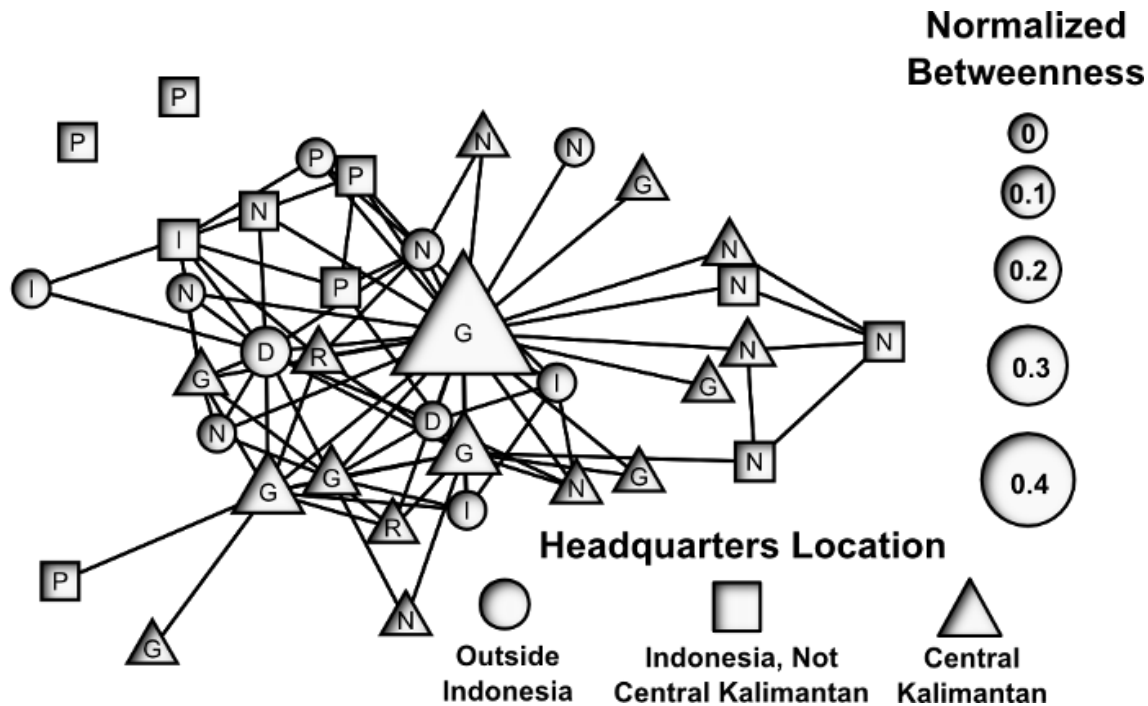 Normalized
Betweenness
0
0.1
0.2
0.3
0.4
P
P
P
P
N
N
G
N
I
N
N
I
N
P
N
G
N
D
R
N
N
G
I
G
D
N
G
G
G
N
G
N
I
R
P
N
G
Headquarters Location
Outside
Indonesia
Indonesia, Not
Central Kalimantan
Central
Kalimantan